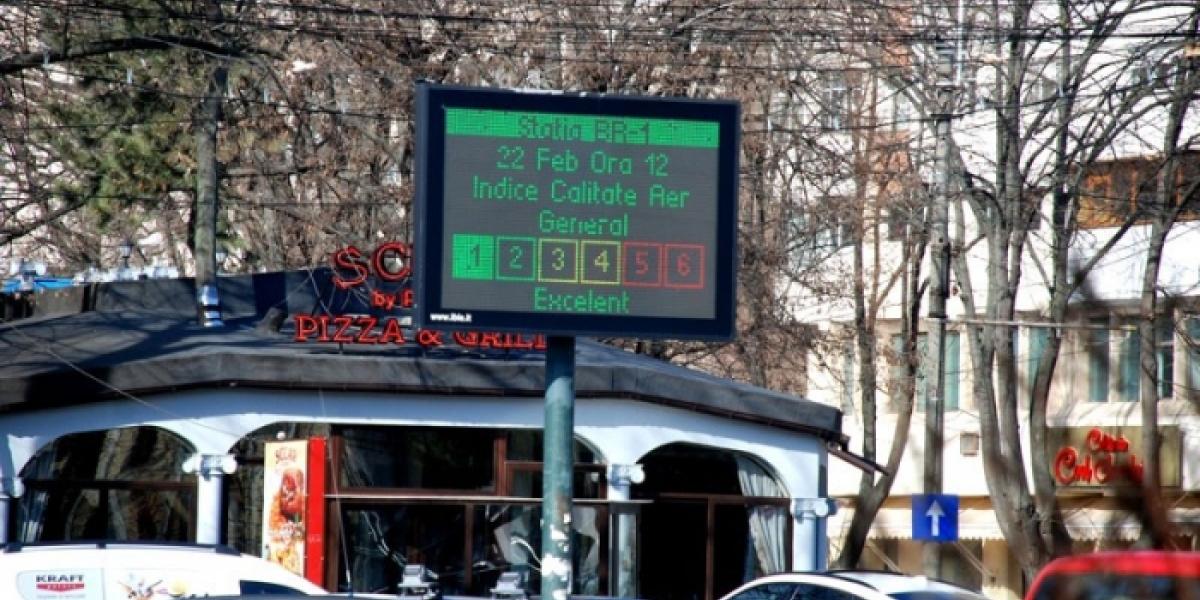 Statia BR-1
22 Feb Ora 12
Indice Calitate Aer
General
1 2 3 4 5 6
Excelent
PIZZA & GRILL
KRAFT